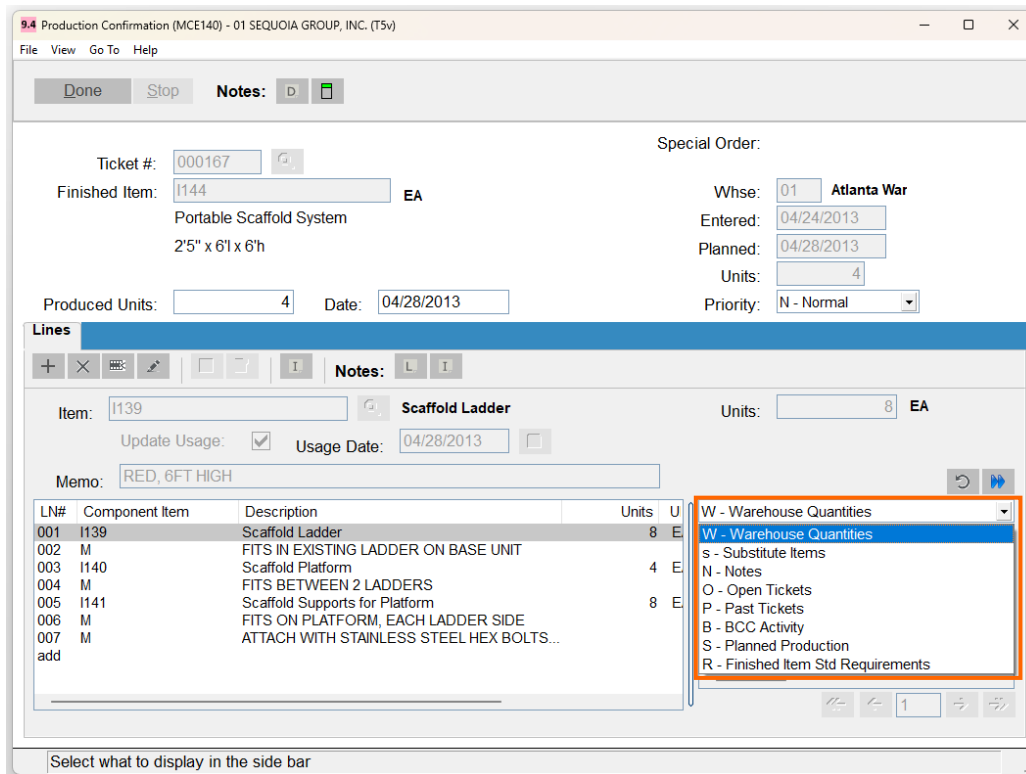 9.4 Production Confirmation (MCE140) - 01 SEQUOIA GROUP, INC. (T5v)
File View Go To Help
Done Stop Notes: D
Special Order:
Ticket #: 000167
Finished Item: I144 EA
Whse: 01 Atlanta War
Portable Scaffold System
Entered: 04/24/2013
2'5" x 6'l x 6'h
Planned: 04/28/2013
Units: 4
Produced Units: 4 Date: 04/28/2013
Priority: N - Normal
Lines
I Notes: L I
Item: I139 Scaffold Ladder
Units: 8 EA
Update Usage: Usage Date: 04/28/2013
Memo: RED, 6FT HIGH
LN# Component Item Description Units U
001 I139 Scaffold Ladder 8 E
002 M FITS IN EXISTING LADDER ON BASE UNIT
003 I140 Scaffold Platform 4 E
004 M FITS BETWEEN 2 LADDERS
005 I141 Scaffold Supports for Platform 8 E
006 M FITS ON PLATFORM, EACH LADDER SIDE
007 M ATTACH WITH STAINLESS STEEL HEX BOLTS...
add
W - Warehouse Quantities
W - Warehouse Quantities
s - Substitute Items
N - Notes
O - Open Tickets
P - Past Tickets
B - BCC Activity
S - Planned Production
R - Finished Item Std Requirements
1
Select what to display in the side bar